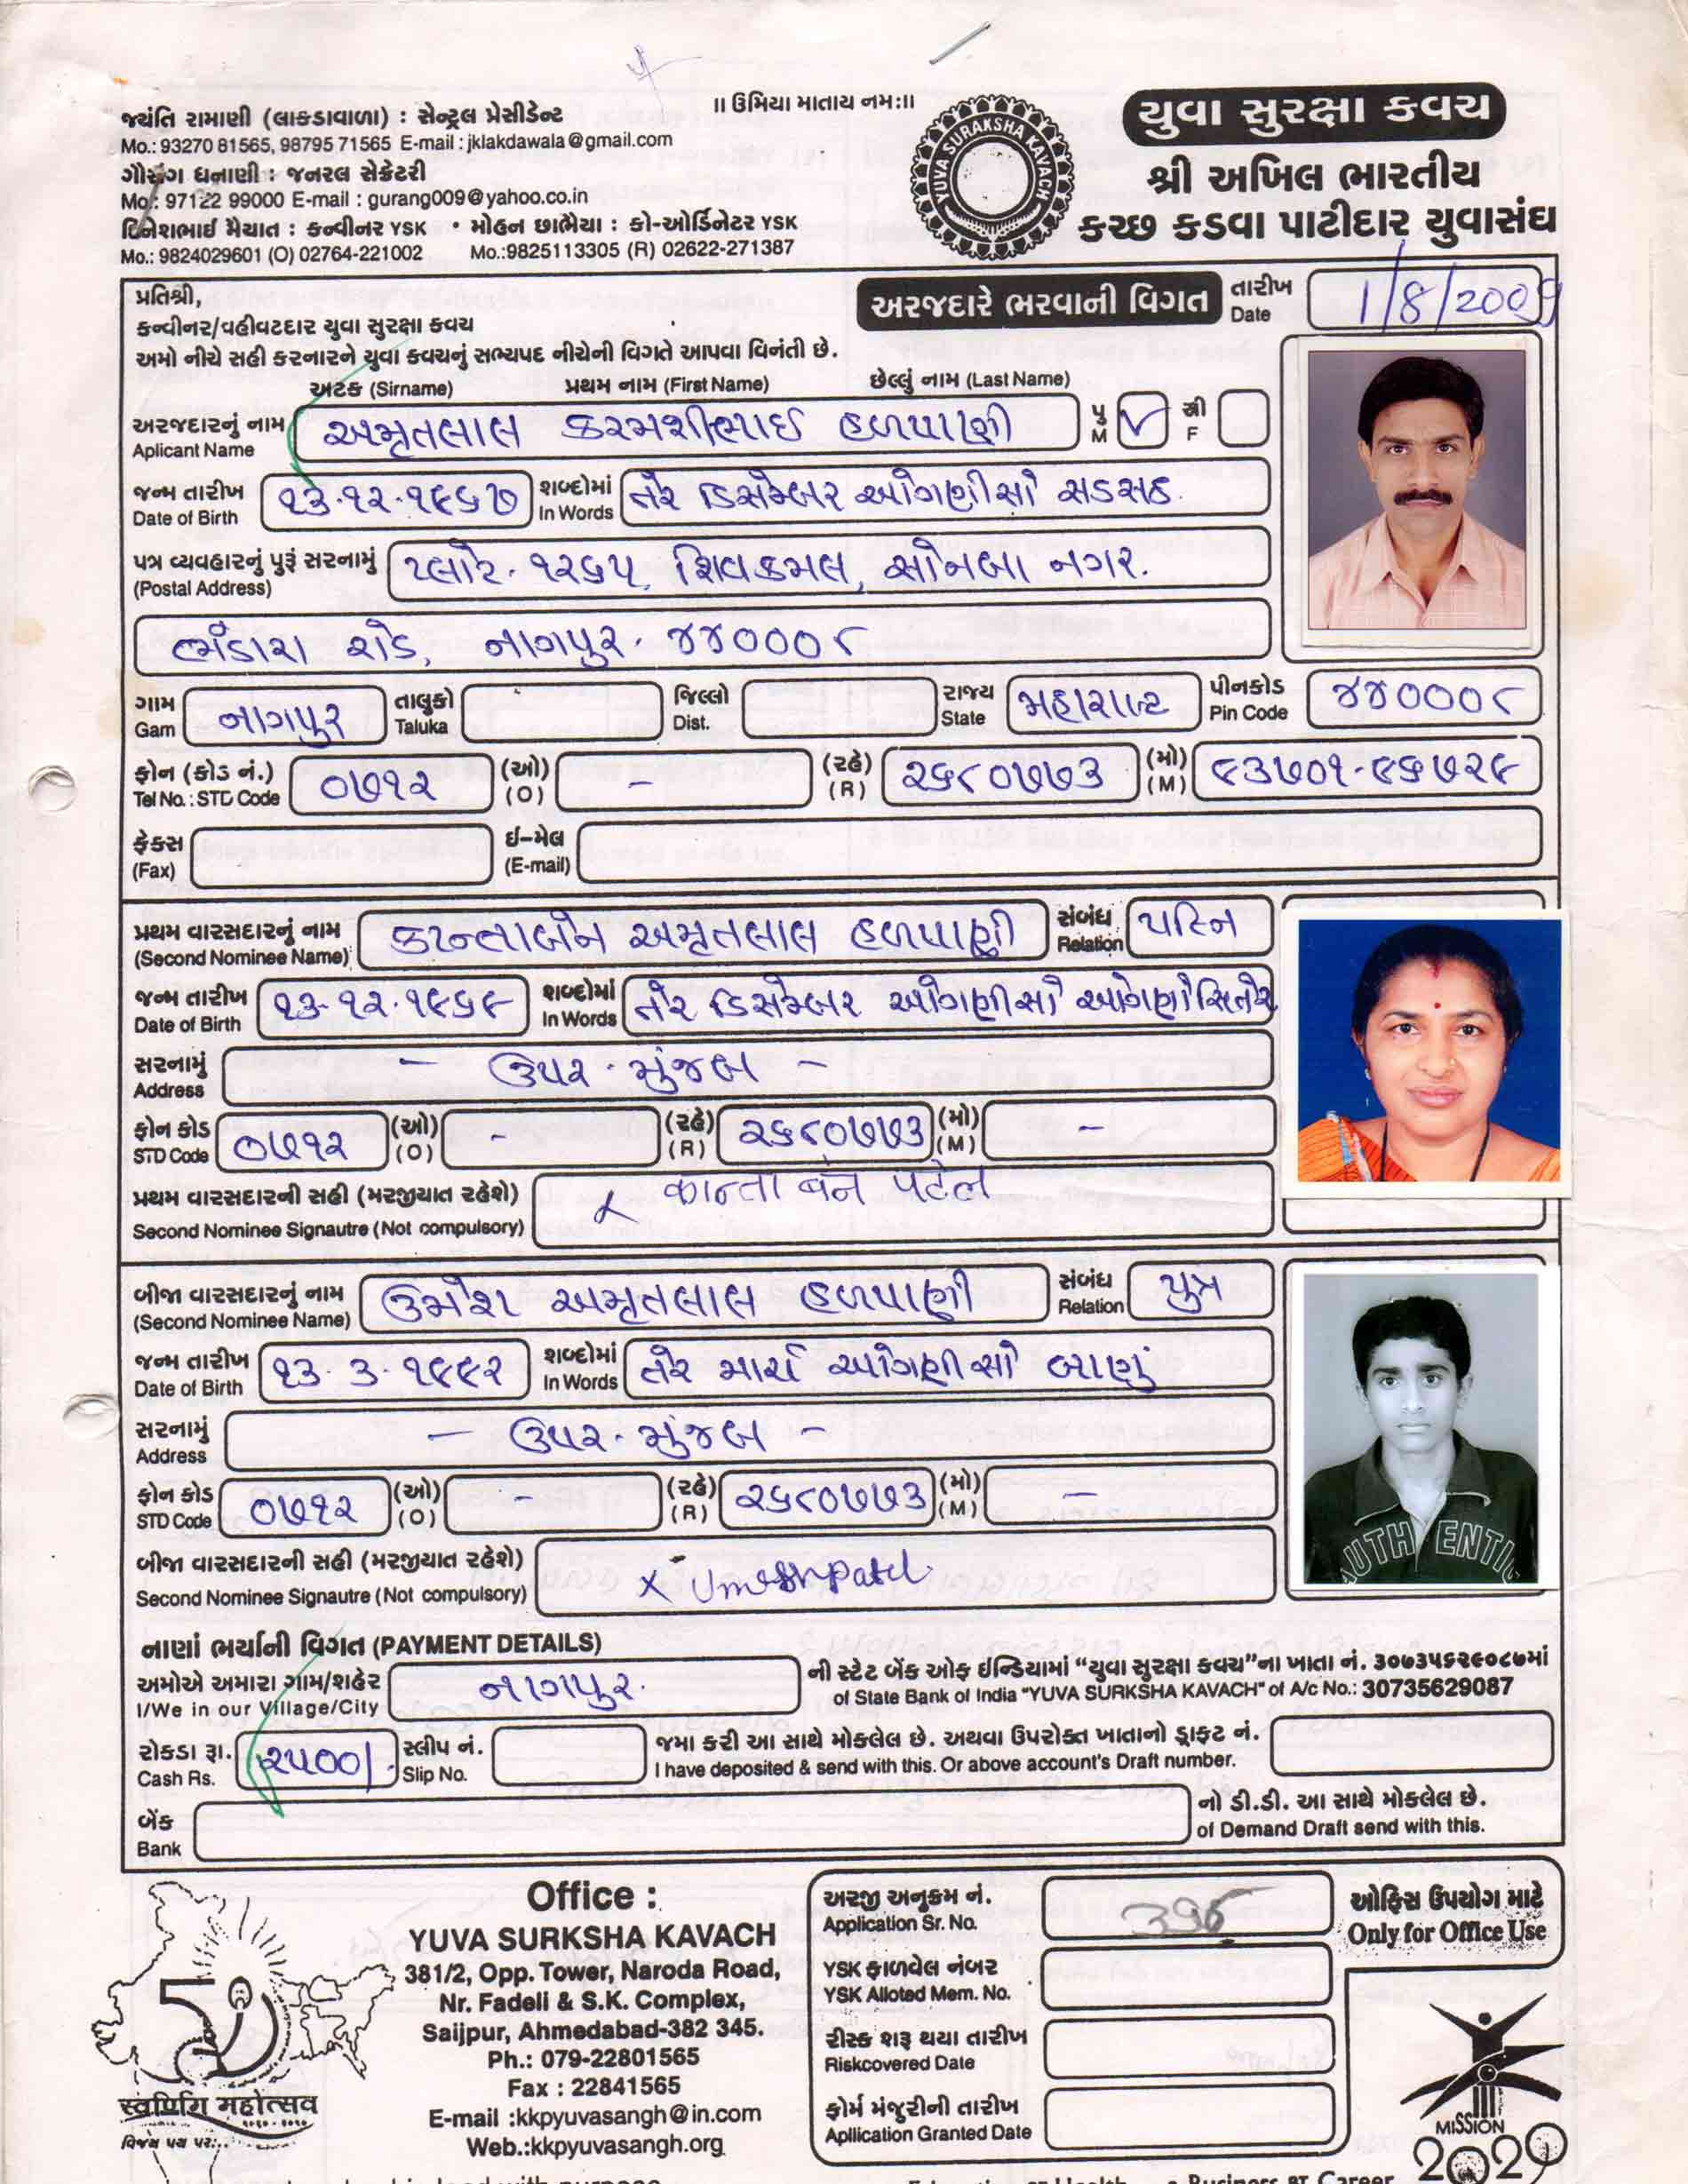 જ્યંતિ રામાણી (લાકડાવાળા) : સેન્ટ્રલ પ્રેસીડેન્ટ
Mo.: 93270 81565, 98795 71565 E-mail : jklakdawala@gmail.com
ગૌરાંગ ધનાણી : જનરલ સેક્રેટરી
Mo.: 97122 99000 E-mail : gurang009@yahoo.co.in
દિનેશભાઈ મૈયાત : કન્વીનર YSK • મોહન છાભૈયા : કો-ઓર્ડિનેટર YSK
Mo.: 9824029601 (O) 02764-221002 Mo.:9825113305 (R) 02622-271387
॥ ઉમિયા માતાય નમઃ॥
YUVA SURAKSHA KAVACH
યુવા સુરક્ષા કવચ
શ્રી અખિલ ભારતીય
કચ્છ કડવા પાટીદાર યુવાસંઘ
પ્રતિશ્રી,
અરજદારે ભરવાની વિગત તારીખ Date 1/8/2009
કન્વીનર/વહીવટદાર યુવા સુરક્ષા કવચ
અમો નીચે સહી કરનારને યુવા કવચનું સભ્યપદ નીચેની વિગતે આપવા વિનંતી છે.
અટક (Sirname) પ્રથમ નામ (First Name) છેલ્લું નામ (Last Name)
અરજદારનું નામ Aplicant Name અમૃતલાલ કરમશીભાઈ હળપાણી પુ M ✓ સ્ત્રી F
જન્મ તારીખ Date of Birth ૧૩-૧૨-૧૯૬૭ શબ્દોમાં In Words તેર ડિસેમ્બર ઓગણીસો સડસઠ.
પત્ર વ્યવહારનું પુરૂં સરનામું (Postal Address) પ્લોટ. ૧૨૬૫, શિવકમલ, સોનબા નગર.
ભંડારા રોડ, નાગપુર. ૪૪૦૦૦૮
ગામ Gam નાગપુર તાલુકો Taluka જિલ્લો Dist. રાજ્ય State મહારાષ્ટ્ર પીનકોડ Pin Code ૪૪૦૦૦૮
ફોન (કોડ નં.) Tel No.: STD Code ૦૭૧૨ (ઓ) (O) - (રહે) (R) ૨૬૮૦૭૭૩ (મો) (M) ૯૩૭૦૧-૯૬૭૨૯
ફેક્સ (Fax) ઈ-મેલ (E-mail)
પ્રથમ વારસદારનું નામ (Second Nominee Name) કાન્તાબેન અમૃતલાલ હળપાણી સંબંધ Relation પત્નિ
જન્મ તારીખ Date of Birth ૧૩-૧૨-૧૯૬૯ શબ્દોમાં In Words તેર ડિસેમ્બર ઓગણીસો ઓગણોસિત્તેર
સરનામું Address - ઉપર મુંજબ -
ફોન કોડ STD Code ૦૭૧૨ (ઓ) (O) - (રહે) (R) ૨૬૮૦૭૭૩ (મો) (M) -
પ્રથમ વારસદારની સહી (મરજીયાત રહેશે) x कान्ता बेन पटेल
Second Nominee Signautre (Not compulsory)
બીજા વારસદારનું નામ (Second Nominee Name) ઉમેશ અમૃતલાલ હળપાણી સંબંધ Relation પુત્ર
જન્મ તારીખ Date of Birth ૧૩-૩-૧૯૯૨ શબ્દોમાં In Words તેર માર્ચ ઓગણીસો બાણું
સરનામું Address - ઉપર મુંજબ -
ફોન કોડ STD Code ૦૭૧૨ (ઓ) (O) - (રહે) (R) ૨૬૮૦૭૭૩ (મો) (M) -
બીજા વારસદારની સહી (મરજીયાત રહેશે) x Umesh patel
Second Nominee Signautre (Not compulsory)
AUTHENTIC
નાણાં ભર્યાની વિગત (PAYMENT DETAILS)
અમોએ અમારા ગામ/શહેર નાગપુર. ની સ્ટેટ બેંક ઓફ ઈન્ડિયામાં “યુવા સુરક્ષા કવચ”ના ખાતા નં. ૩૦૭૩૫૬૨૯૦૮૭માં
I/We in our Village/City of State Bank of India "YUVA SURKSHA KAVACH" of A/c No.: 30735629087
રોકડા રૂા. Cash Rs. ૨૫૦૦/- સ્લીપ નં. Slip No. જમા કરી આ સાથે મોકલેલ છે. અથવા ઉપરોક્ત ખાતાનો ડ્રાફ્ટ નં.
I have deposited & send with this. Or above account's Draft number.
બેંક Bank નો ડી.ડી. આ સાથે મોકલેલ છે.
of Demand Draft send with this.
સ્વર્ણિમ મહોત્સવ
Office :
YUVA SURKSHA KAVACH
381/2, Opp. Tower, Naroda Road,
Nr. Fadeli & S.K. Complex,
Saijpur, Ahmedabad-382 345.
Ph.: 079-22801565
Fax : 22841565
E-mail :kkpyuvasangh@in.com
Web.:kkpyuvasangh.org
અરજી અનુક્રમ નં. Application Sr. No.
ઓફિસ ઉપયોગ માટે
Only for Office Use
YSK ફાળવેલ નંબર
YSK Alloted Mem. No.
રીસ્ક શરૂ થયા તારીખ
Riskcovered Date
ફોર્મ મંજુરીની તારીખ
Apllication Granted Date
MISSION
2020